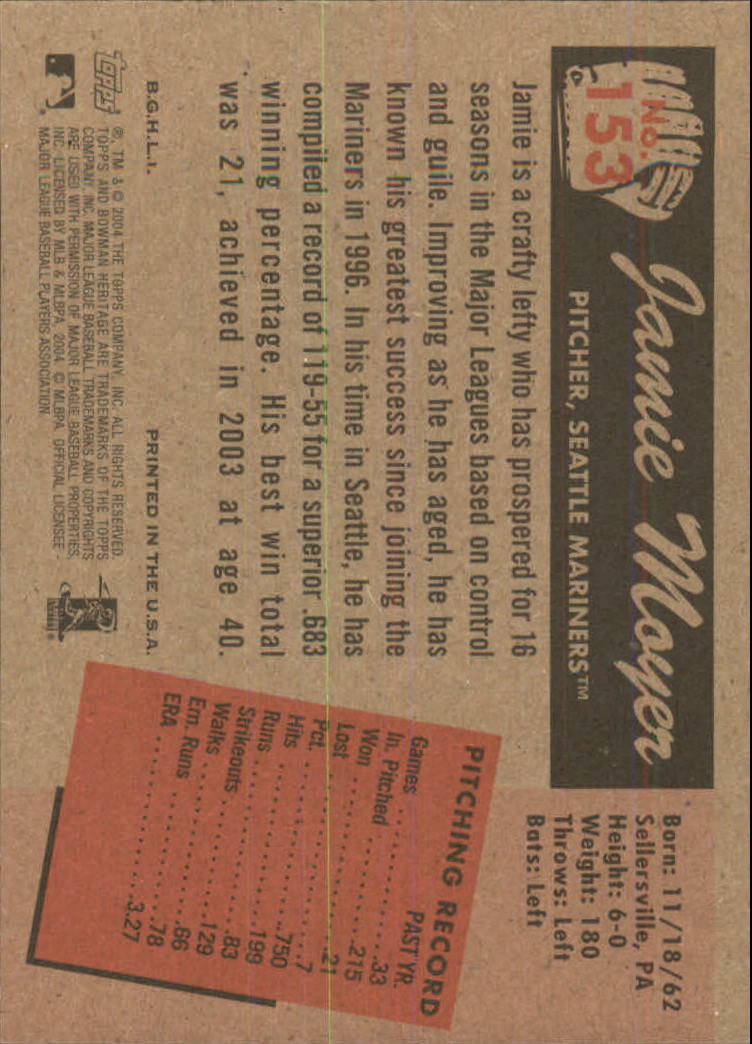 No.
153
Jamie Moyer
PITCHER, SEATTLE MARINERS™
Born: 11/18/62
Sellersville, PA
Height: 6-0
Weight: 180
Throws: Left
Bats: Left
Jamie is a crafty lefty who has prospered for 16
seasons in the Major Leagues based on control
and guile. Improving as he has aged, he has
known his greatest success since joining the
Mariners in 1996. In his time in Seattle, he has
compiled a record of 119-55 for a superior .683
winning percentage. His best win total
was 21, achieved in 2003 at age 40.
PITCHING RECORD
PAST YR.
Games . . . . . . . . . . . . . .33
In. Pitched . . . . . . . . . .215
Won . . . . . . . . . . . . . . .21
Lost . . . . . . . . . . . . . . . .7
Pct. . . . . . . . . . . . . . . .750
Hits . . . . . . . . . . . . . . .199
Runs . . . . . . . . . . . . . . .83
Strikeouts . . . . . . . . . . .129
Walks . . . . . . . . . . . . . .66
Ern. Runs . . . . . . . . . . .78
ERA . . . . . . . . . . . . . .3.27
B.G.H.L.I.
PRINTED IN THE U.S.A.
TOPPS
®, TM & © 2004 THE TOPPS COMPANY, INC. ALL RIGHTS RESERVED.
TOPPS AND BOWMAN HERITAGE ARE TRADEMARKS OF THE TOPPS
COMPANY, INC. MAJOR LEAGUE BASEBALL TRADEMARKS AND COPYRIGHTS
ARE USED WITH PERMISSION OF MAJOR LEAGUE BASEBALL PROPERTIES,
INC. LICENSED BY MLB & MLBPA 2004. © MLBPA. OFFICIAL LICENSEE -
MAJOR LEAGUE BASEBALL PLAYERS ASSOCIATION.